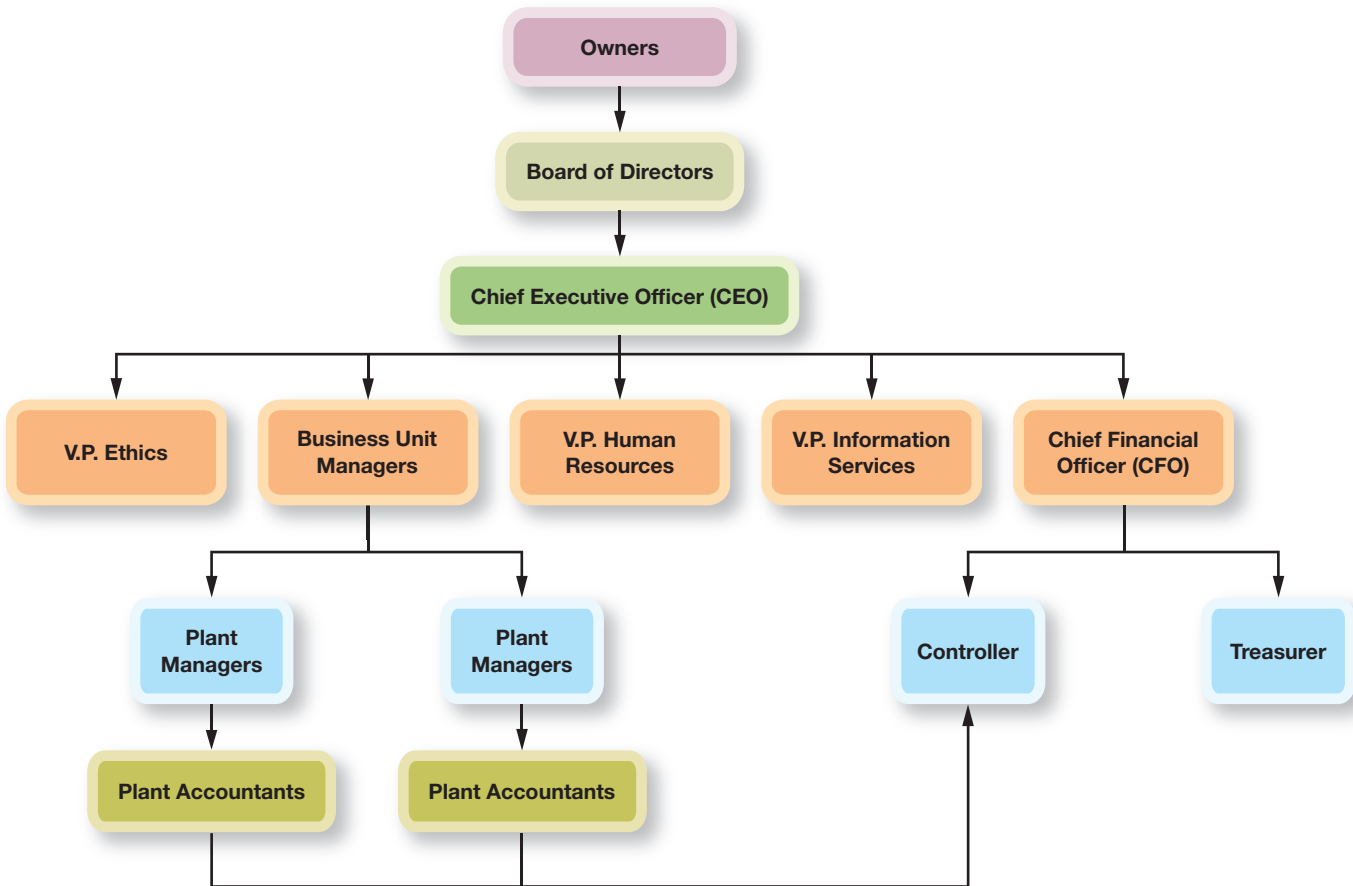 Owners
Board of Directors
Chief Executive Officer (CEO)
V.P. Ethics
Business Unit
Managers
V.P. Human
Resources
V.P. Information
Services
Chief Financial
Officer (CFO)
Plant
Managers
Plant
Managers
Controller
Treasurer
Plant Accountants
Plant Accountants